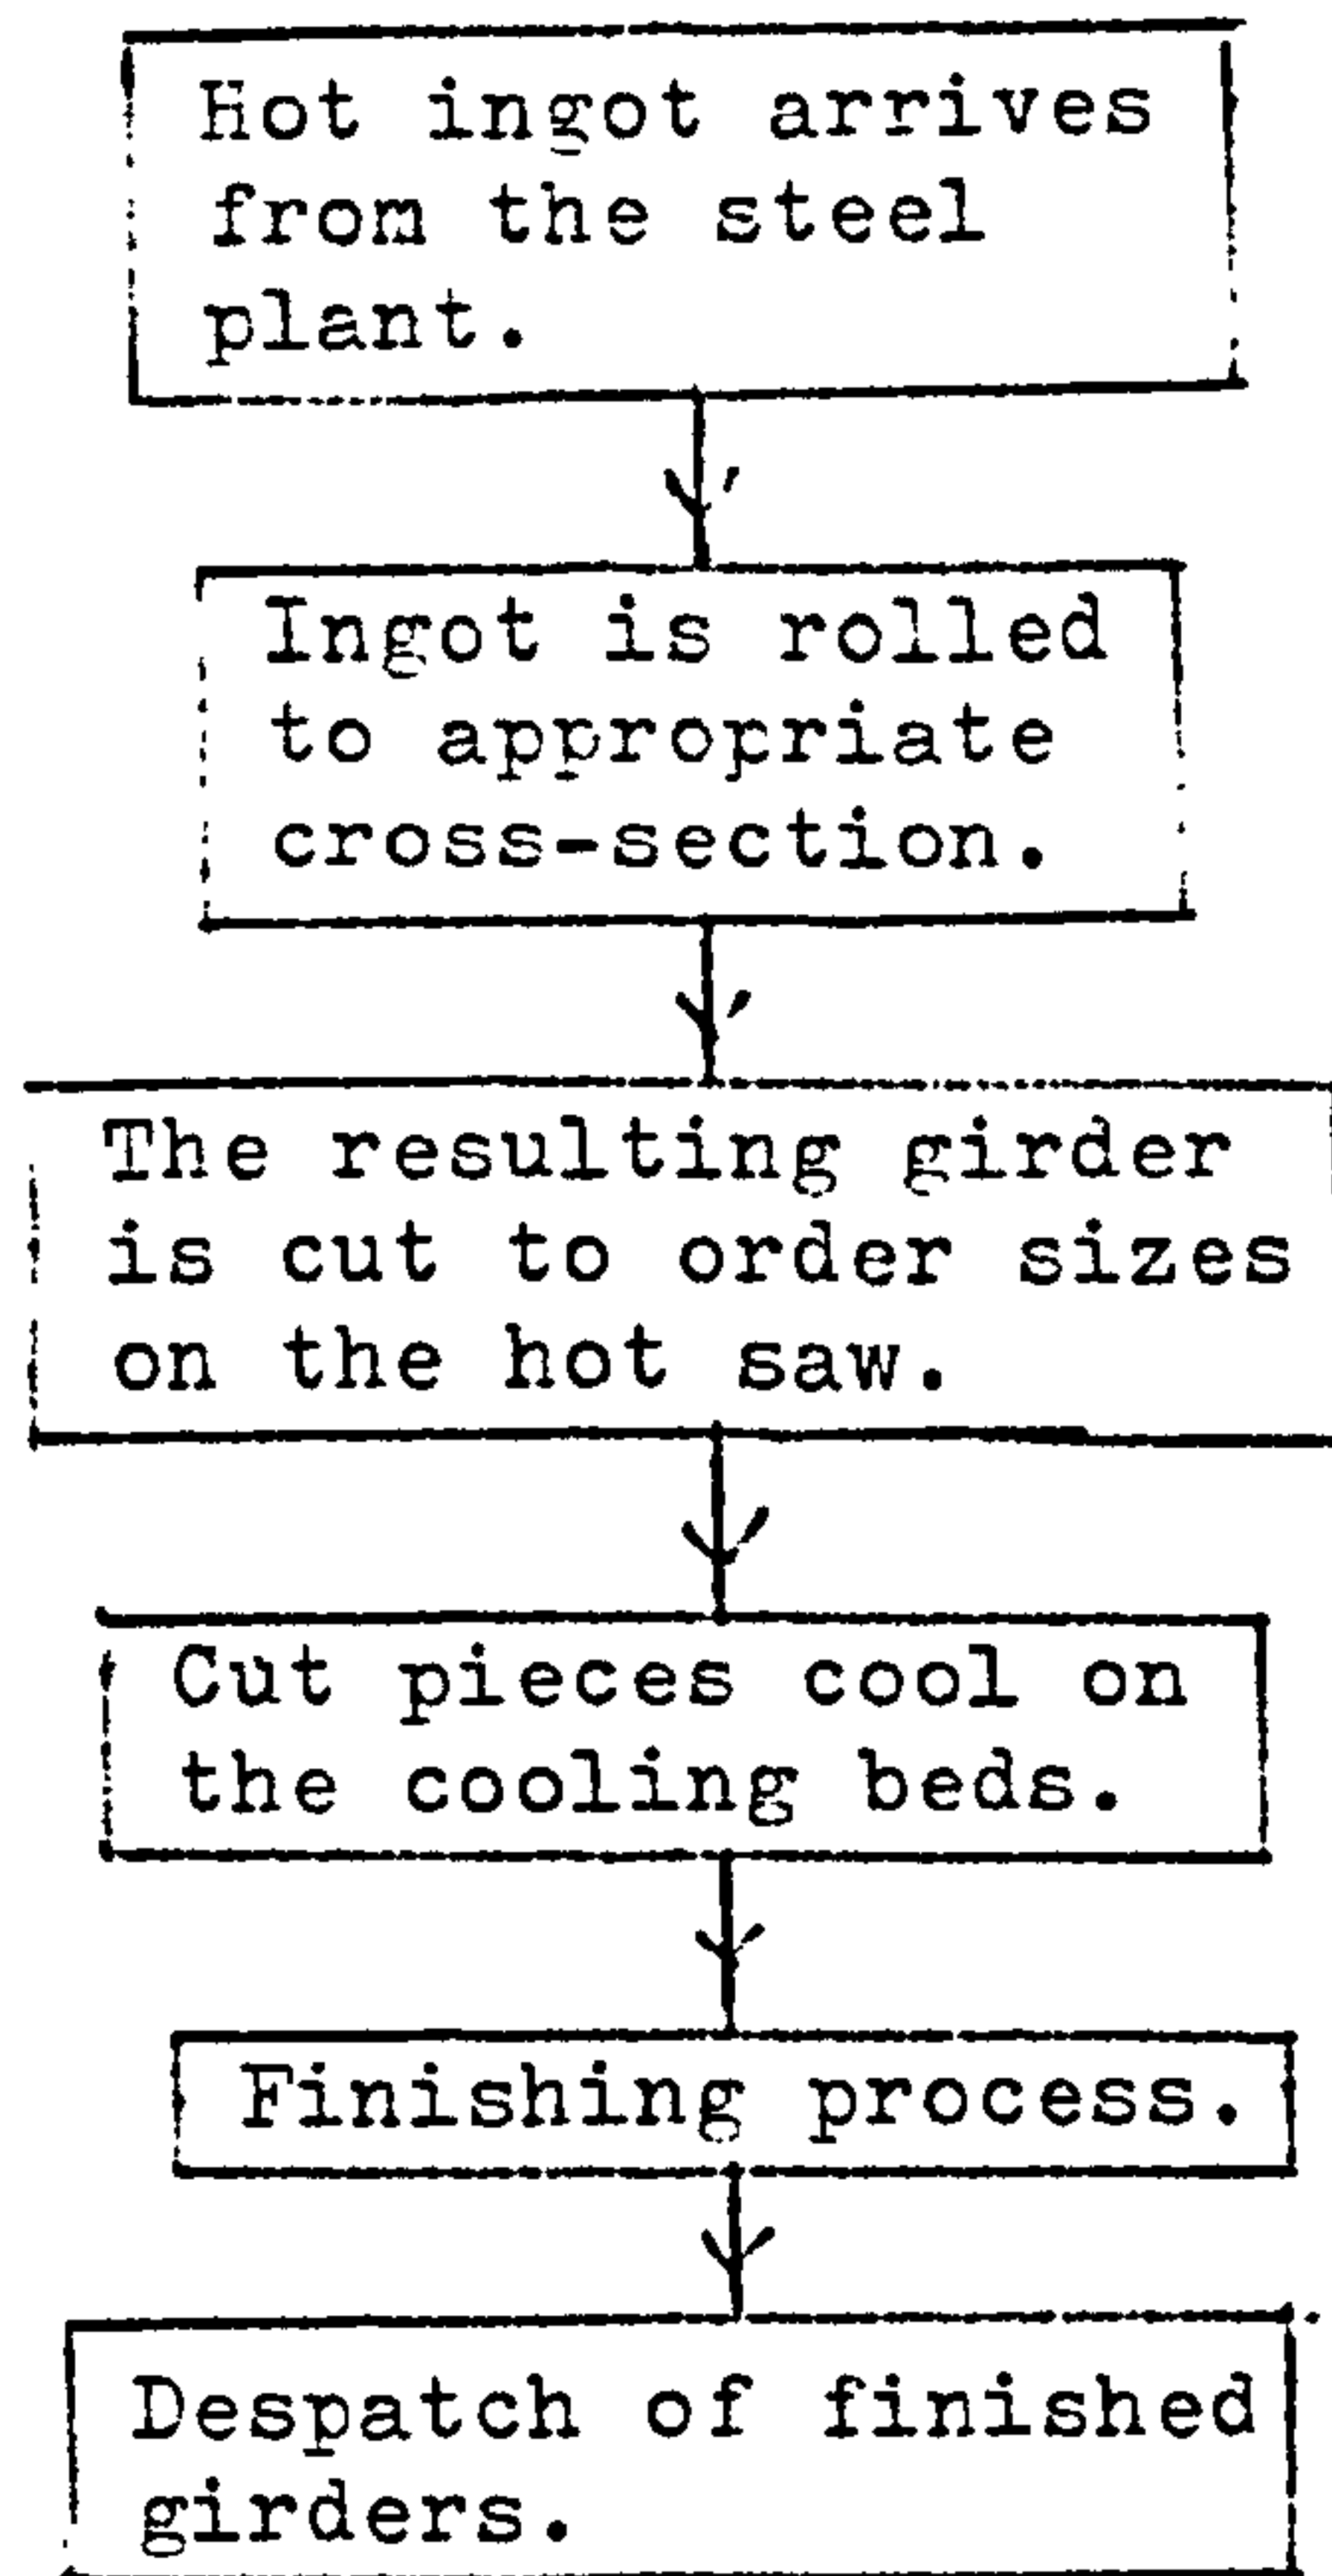 Hot ingot arrives
from the steel
plant.
Ingot is rolled
to appropriate
cross-section.
The resulting girder
is cut to order sizes
on the hot saw.
Cut pieces cool on
the cooling beds.
Finishing process.
Despatch of finished
girders.